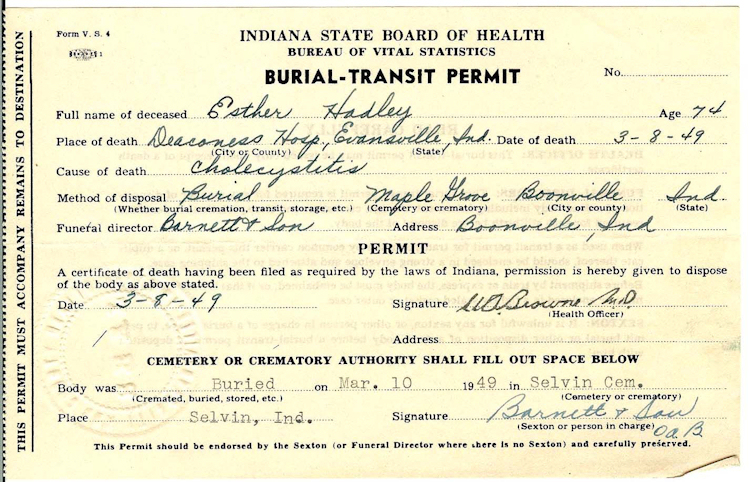 Form V. S. 4
INDIANA STATE BOARD OF HEALTH
BUREAU OF VITAL STATISTICS
BURIAL-TRANSIT PERMIT
No.
Full name of deceased Esther Hadley Age 74
Place of death Deaconess Hosp., Evansville Ind. Date of death 3-8-49
(City or County) (State)
Cause of death Cholecystitis
Method of disposal Burial Maple Grove Boonville Ind.
(Whether burial cremation, transit, storage, etc.) (Cemetery or crematory) (City or county) (State)
Funeral director Barnett & Son Address Boonville Ind
PERMIT
A certificate of death having been filed as required by the laws of Indiana, permission is hereby given to dispose
of the body as above stated.
Date 3-8-49 Signature Browne M.D.
(Health Officer)
Address
CEMETERY OR CREMATORY AUTHORITY SHALL FILL OUT SPACE BELOW
Body was Buried on Mar. 10 1949 in Selvin Cem.
(Cremated, buried, stored, etc.) (Cemetery or crematory)
Place Selvin, Ind. Signature Barnett & Son
(Sexton or person in charge) OaB
This Permit should be endorsed by the Sexton (or Funeral Director where there is no Sexton) and carefully preserved.
THIS PERMIT MUST ACCOMPANY REMAINS TO DESTINATION